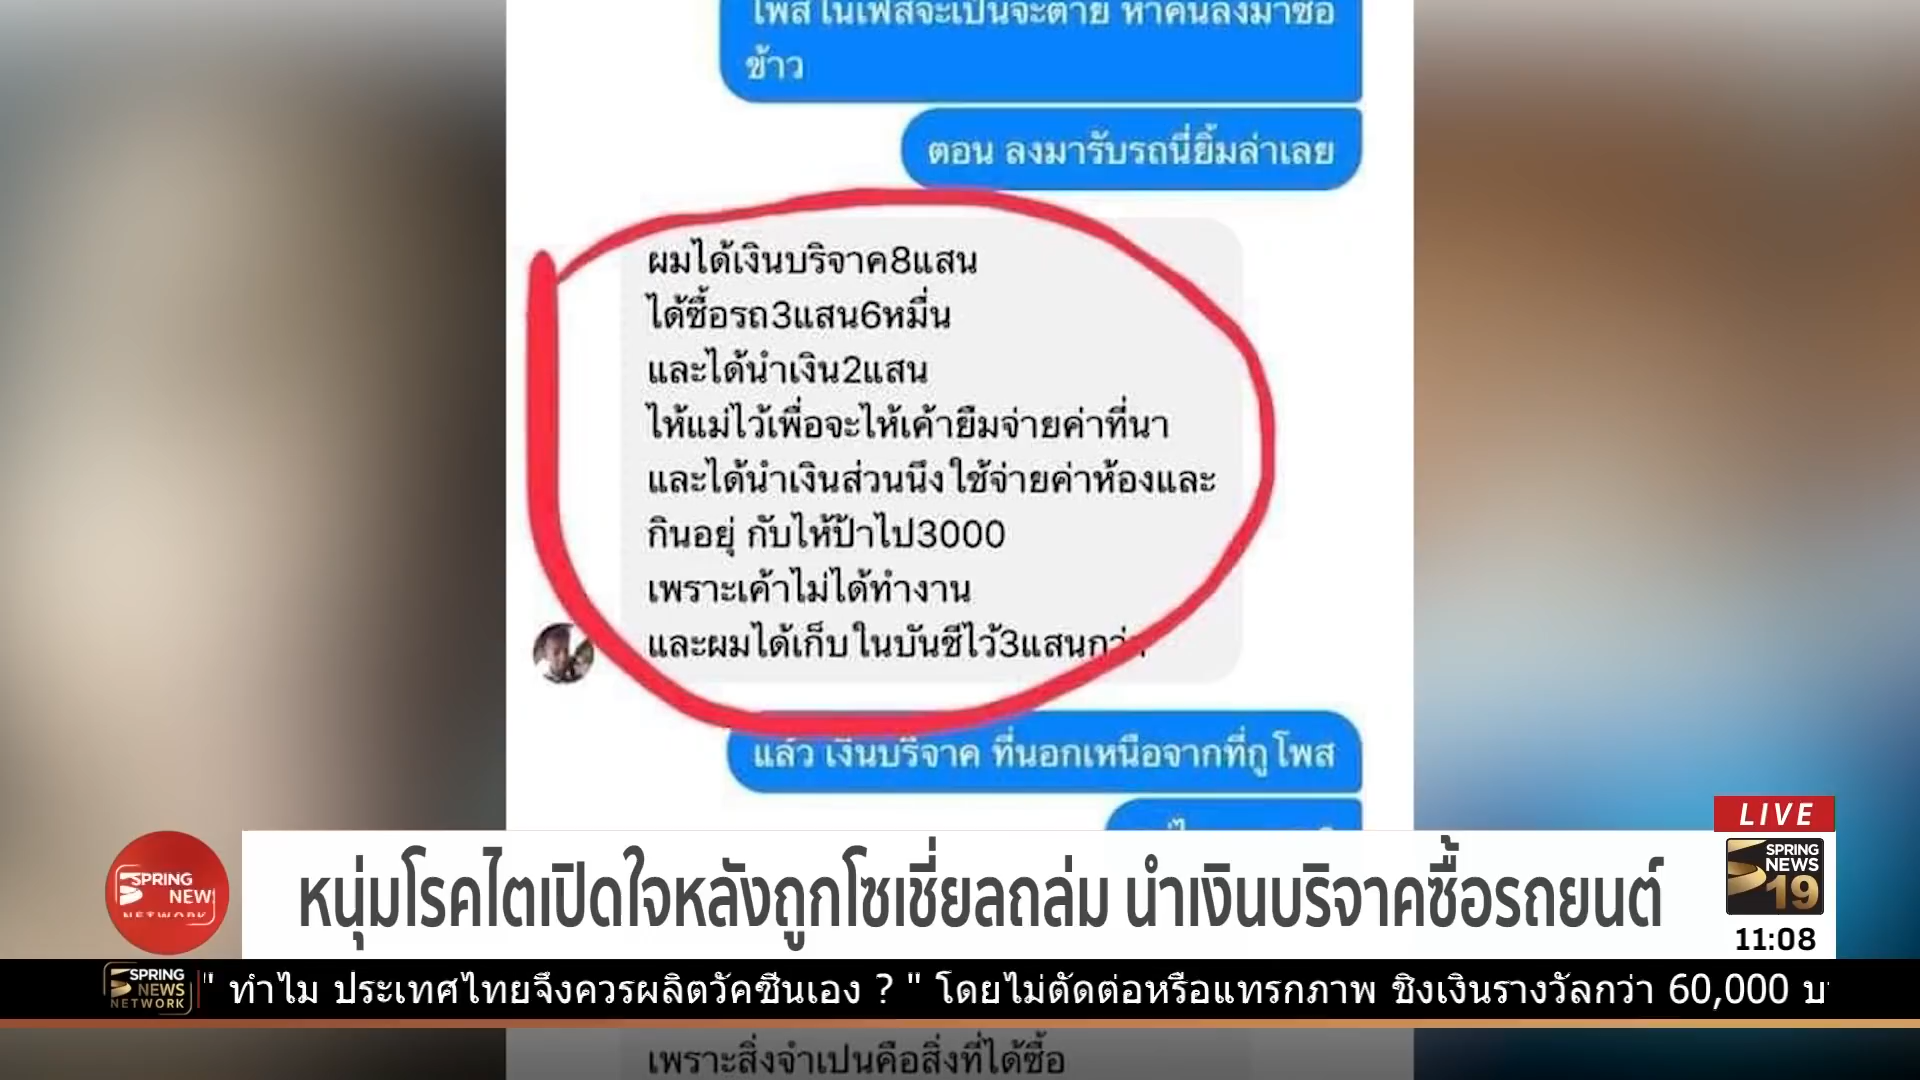 โพส ในเฟสจะเป็นจะตาย หาคนลงมาซื้อ
ข้าว
ตอน ลงมารับรถนี่ยิ้มล่าเลย
ผมได้เงินบริจาค8แสน
ได้ซื้อรถ3แสน6หมื่น
และได้นำเงิน2แสน
ไห้แม่ไว้เพื่อจะไห้เค้ายืมจ่ายค่าที่นา
และได้นำเงินส่วนนึงใช้จ่ายค่าห้องและ
กินอยุ่ กับไห้ป้าไป3000
เพราะเค้าไม่ได้ทำงาน
และผมได้เก็บในบันชีไว้3แสนกว่า
แล้ว เงินบริจาค ที่นอกเหนือจากที่กูโพส
LIVE
SPRING
NEWS
19
11:08
SPRING
NEW
NETWORK
หนุ่มโรคไตเปิดใจหลังถูกโซเชี่ยลถล่ม นำเงินบริจาคซื้อรถยนต์
SPRING
NEWS
NETWORK
" ทำไม ประเทศไทยจึงควรผลิตวัคซีนเอง ? " โดยไม่ตัดต่อหรือแทรกภาพ ชิงเงินรางวัลกว่า 60,000
เพราะสิ่งจำเปนคือสิ่งที่ได้ซื้อ